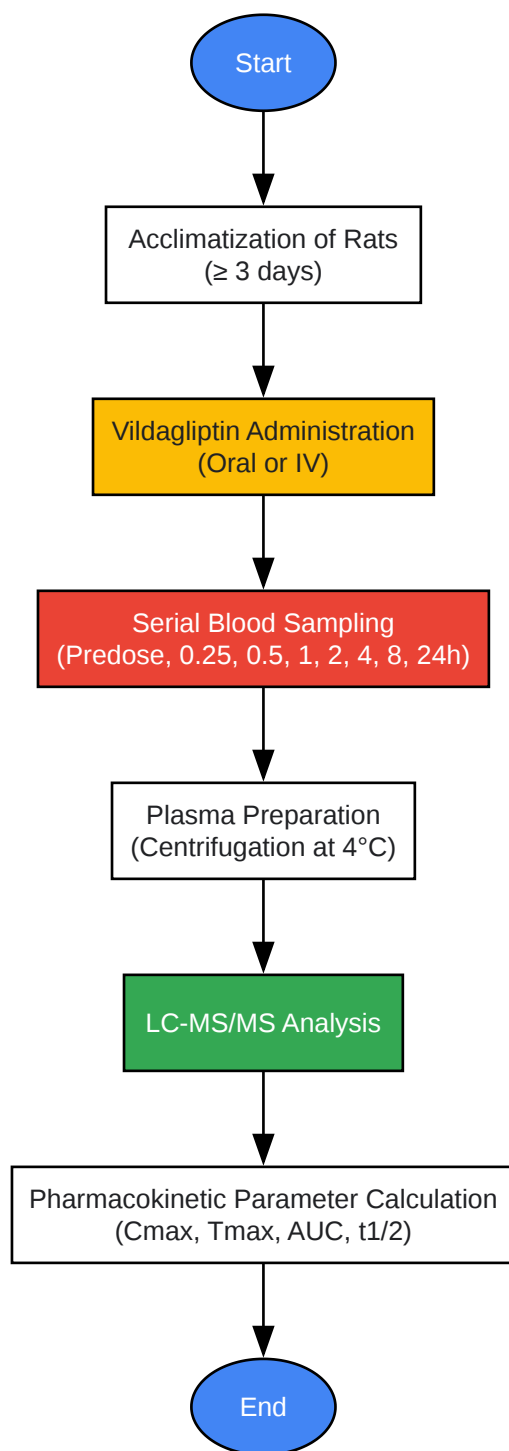 Start
Acclimatization of Rats
(≥ 3 days)
Vildagliptin Administration
(Oral or IV)
Serial Blood Sampling
(Predose, 0.25, 0.5, 1, 2, 4, 8, 24h)
Plasma Preparation
(Centrifugation at 4°C)
LC-MS/MS Analysis
Pharmacokinetic Parameter Calculation
(Cmax, Tmax, AUC, t1/2)
End